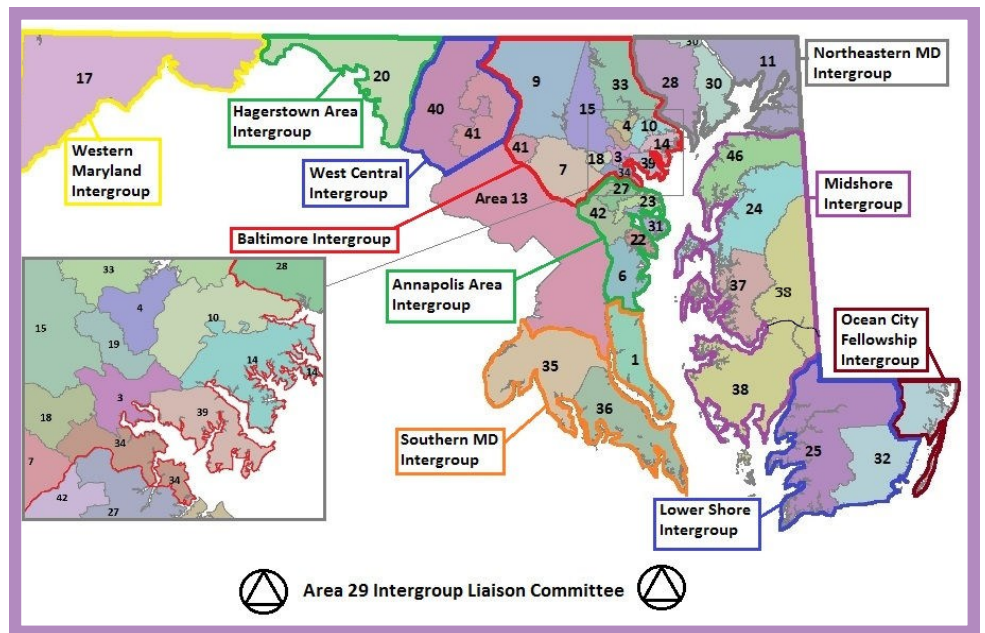 30
11
Northeastern MD
Intergroup
17
20
9
33
28
30
Hagerstown Area
Intergroup
40
15
4
10
41
41
14
Western
Maryland
Intergroup
West Central
Intergroup
7
18
3
39
34
46
Midshore
Intergroup
Area 13
27
23
24
42
31
22
Baltimore Intergroup
Annapolis Area
Intergroup
6
37
38
33
28
4
10
15
19
14
14
3
39
18
34
7
34
42
27
Ocean City
Fellowship
Intergroup
35
1
38
36
Southern MD
Intergroup
25
32
Lower Shore
Intergroup
Area 29 Intergroup Liaison Committee